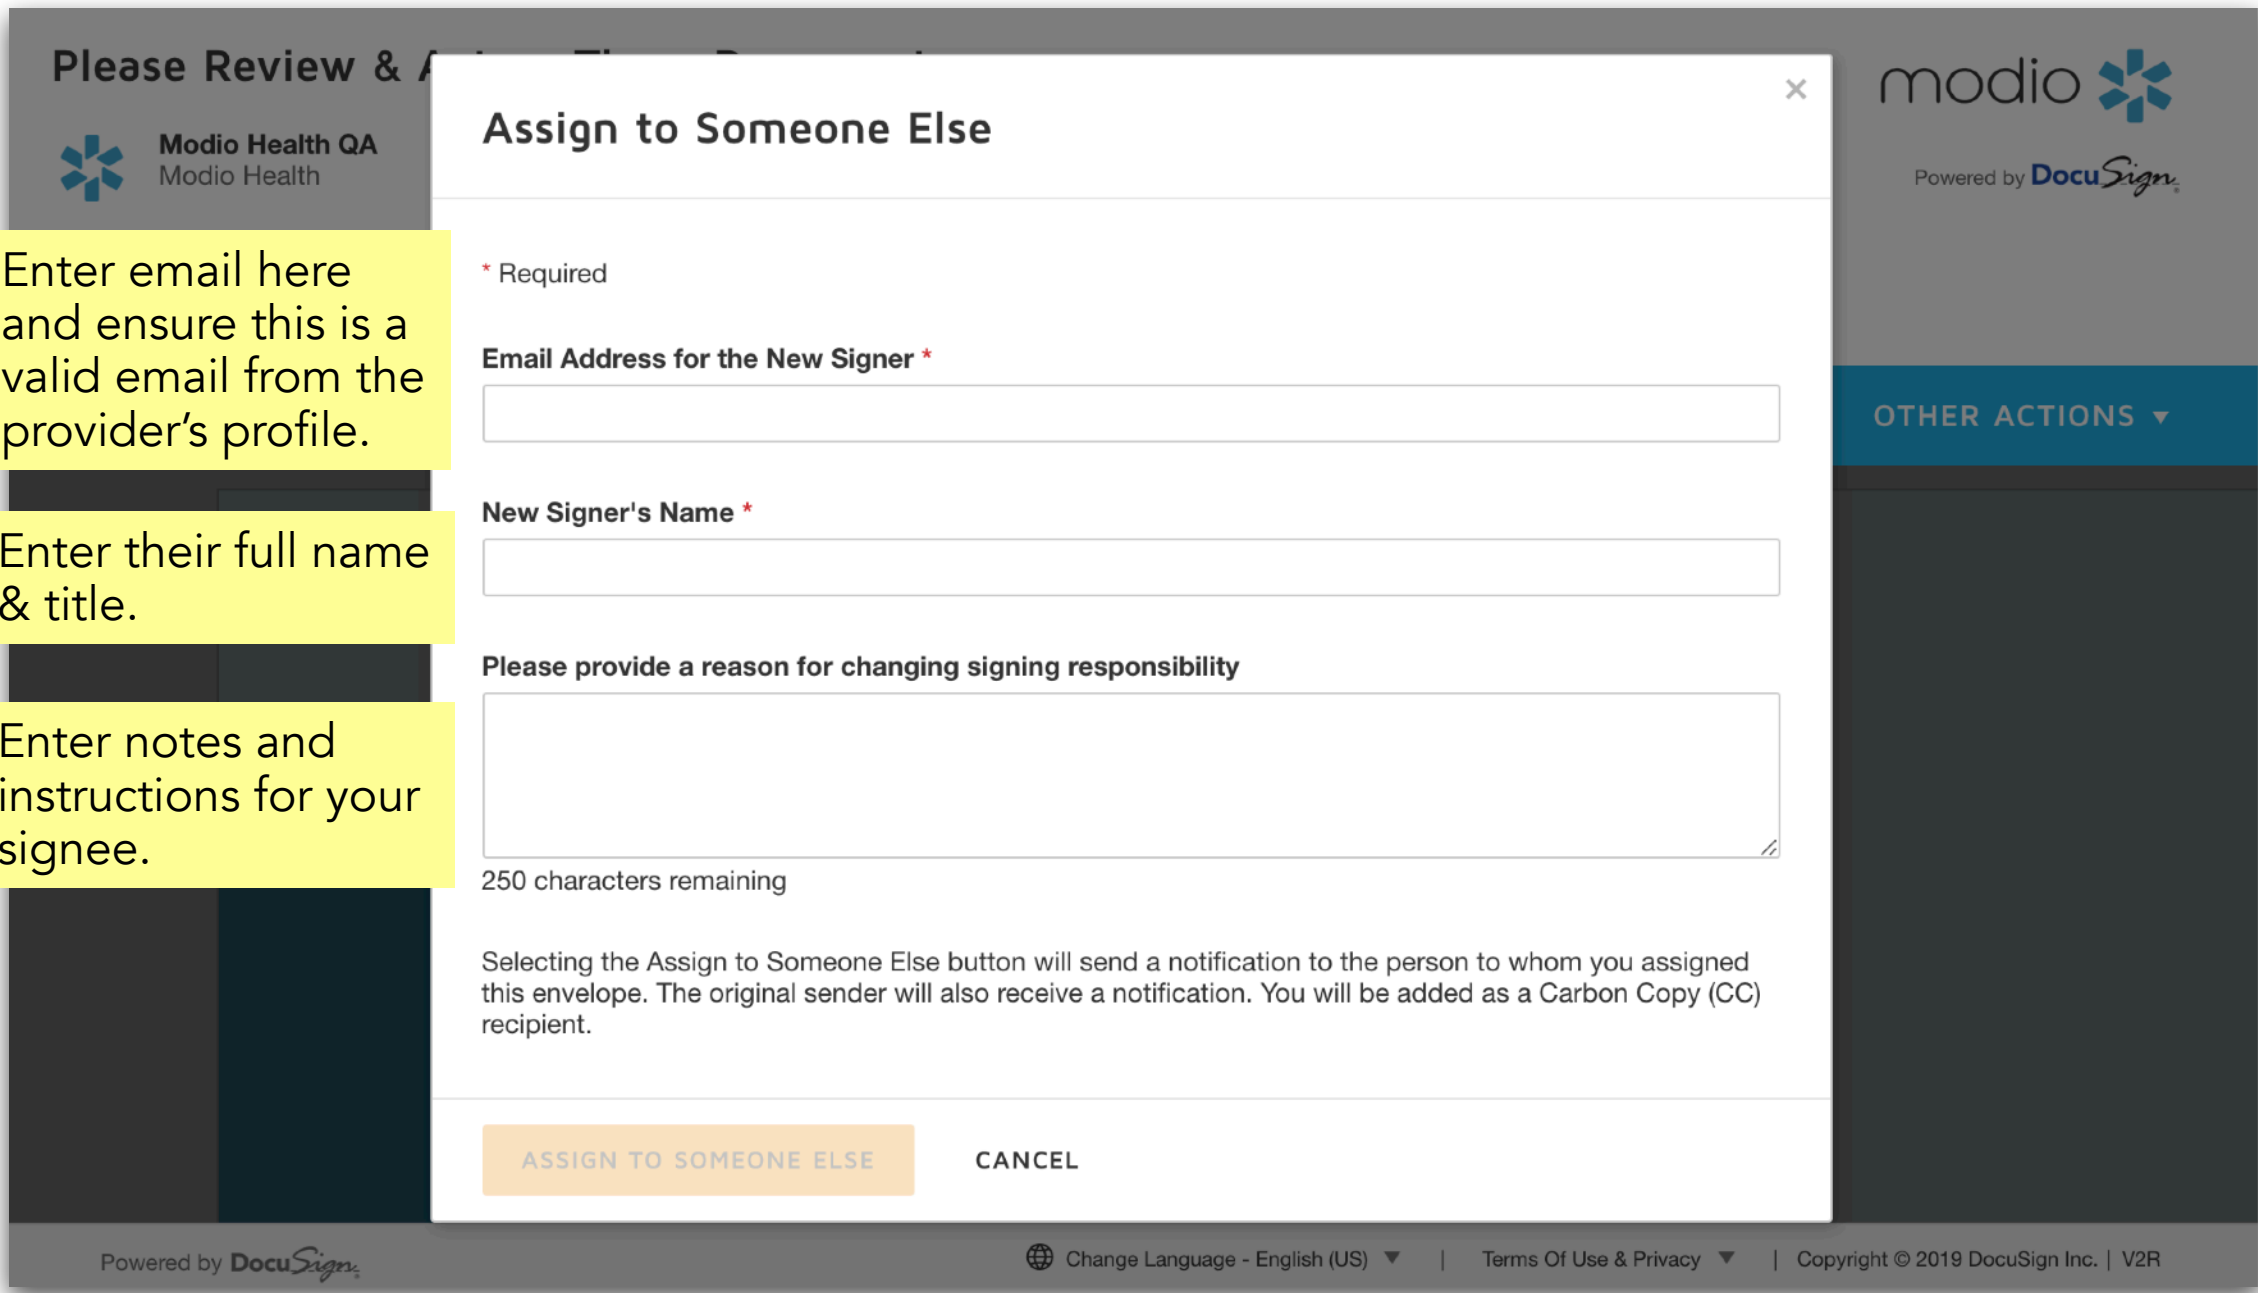 Please Review &
modio
Modio Health QA
Modio Health
Powered by DocuSign
OTHER ACTIONS
Assign to Someone Else
* Required
Email Address for the New Signer *
New Signer's Name *
Please provide a reason for changing signing responsibility
250 characters remaining
Selecting the Assign to Someone Else button will send a notification to the person to whom you assigned
this envelope. The original sender will also receive a notification. You will be added as a Carbon Copy (CC)
recipient.
ASSIGN TO SOMEONE ELSE
CANCEL
Enter email here
and ensure this is a
valid email from the
provider’s profile.
Enter their full name
& title.
Enter notes and
instructions for your
signee.
Powered by DocuSign
Change Language - English (US) | Terms Of Use & Privacy | Copyright © 2019 DocuSign Inc. | V2R